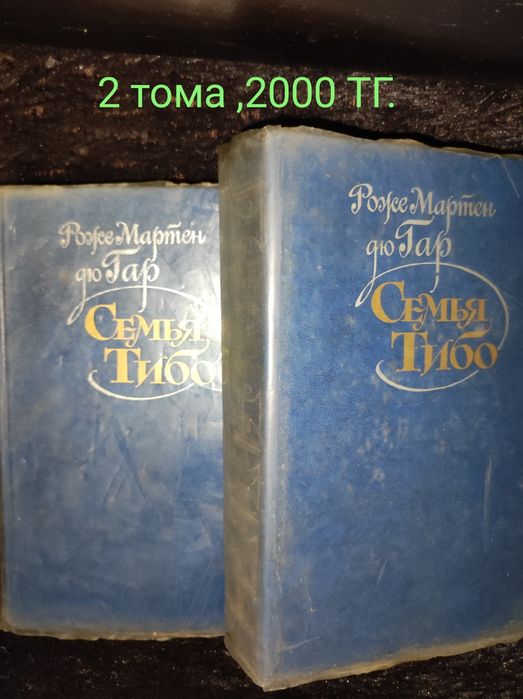 2 тома ,2000 ТГ.
Роже Мартен
дю Гар
Семья
Тибо
Роже Мартен
дю Гар
Семья
Тибо